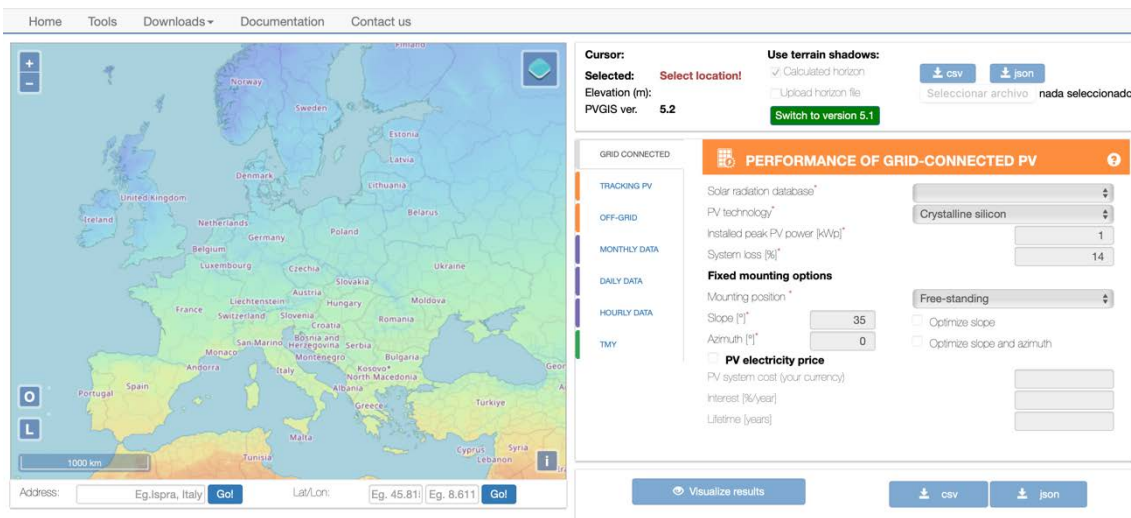 Home Tools Downloads Documentation Contact us
+
−
Finland
Norway
Sweden
Estonia
Latvia
Denmark
Lithuania
United Kingdom
Ireland
Belarus
Netherlands
Poland
Germany
Belgium
Luxembourg
Czechia
Ukraine
Slovakia
Austria
Liechtenstein
Hungary
Moldova
France
Switzerland
Slovenia
Romania
Croatia
San Marino
Bosnia and
Herzegovina
Serbia
Monaco
Montenegro
Bulgaria
Andorra
Italy
Kosovo*
Geor
North Macedonia
Spain
Albania
Portugal
Greece
Turkiye
O
L
Malta
Cyprus
Syria
Lebanon
Tunisia
1000 km
i
Address: Eg.Ispra, Italy Go! Lat/Lon: Eg. 45.81 Eg. 8.611 Go!
Cursor: Use terrain shadows:
Selected: Select location! Calculated horizon csv json
Elevation (m): Upload horizon file Seleccionar archivo nada seleccionado
PVGIS ver. 5.2 Switch to version 5.1
GRID CONNECTED
TRACKING PV
OFF-GRID
MONTHLY DATA
DAILY DATA
HOURLY DATA
TMY
PERFORMANCE OF GRID-CONNECTED PV ?
Solar radiation database*
PV technology* Crystalline silicon
Installed peak PV power [kWp]* 1
System loss [%]* 14
Fixed mounting options
Mounting position * Free-standing
Slope [°]* 35 Optimize slope
Azimuth [°]* 0 Optimize slope and azimuth
PV electricity price
PV system cost (your currency)
Interest [%/year]
Lifetime [years]
Visualize results csv json